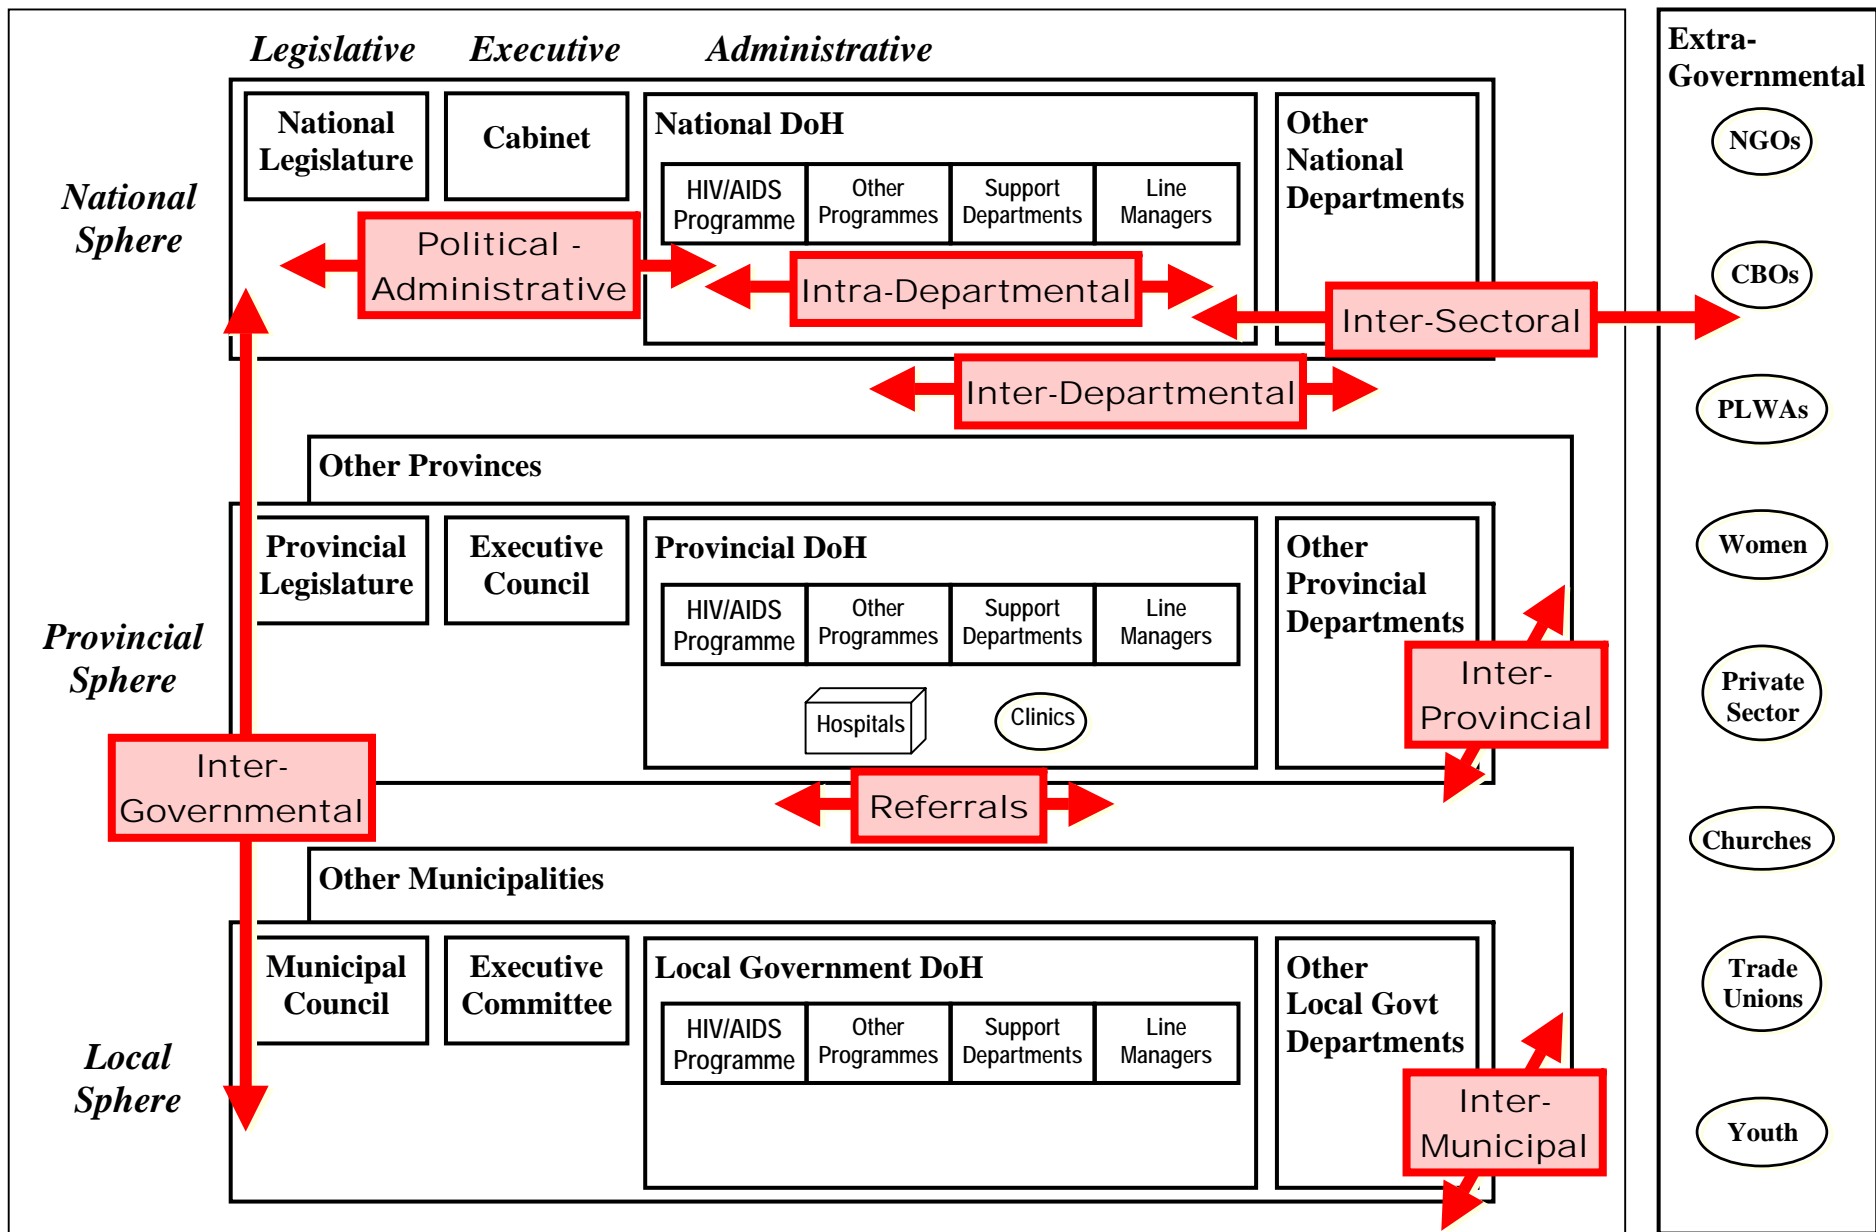 Legislative
Executive
Administrative
National
Sphere
National
Legislature
Cabinet
National DoH
HIV/AIDS
Programme
Other
Programmes
Support
Departments
Line
Managers
Other
National
Departments
Political -
Administrative
Intra-Departmental
Inter-Sectoral
Inter-Departmental
Other Provinces
Provincial
Sphere
Provincial
Legislature
Executive
Council
Provincial DoH
HIV/AIDS
Programme
Other
Programmes
Support
Departments
Line
Managers
Hospitals
Clinics
Other
Provincial
Departments
Inter-
Provincial
Inter-
Governmental
Referrals
Other Municipalities
Local
Sphere
Municipal
Council
Executive
Committee
Local Government DoH
HIV/AIDS
Programme
Other
Programmes
Support
Departments
Line
Managers
Other
Local Govt
Departments
Inter-
Municipal
Extra-
Governmental
NGOs
CBOs
PLWAs
Women
Private
Sector
Churches
Trade
Unions
Youth